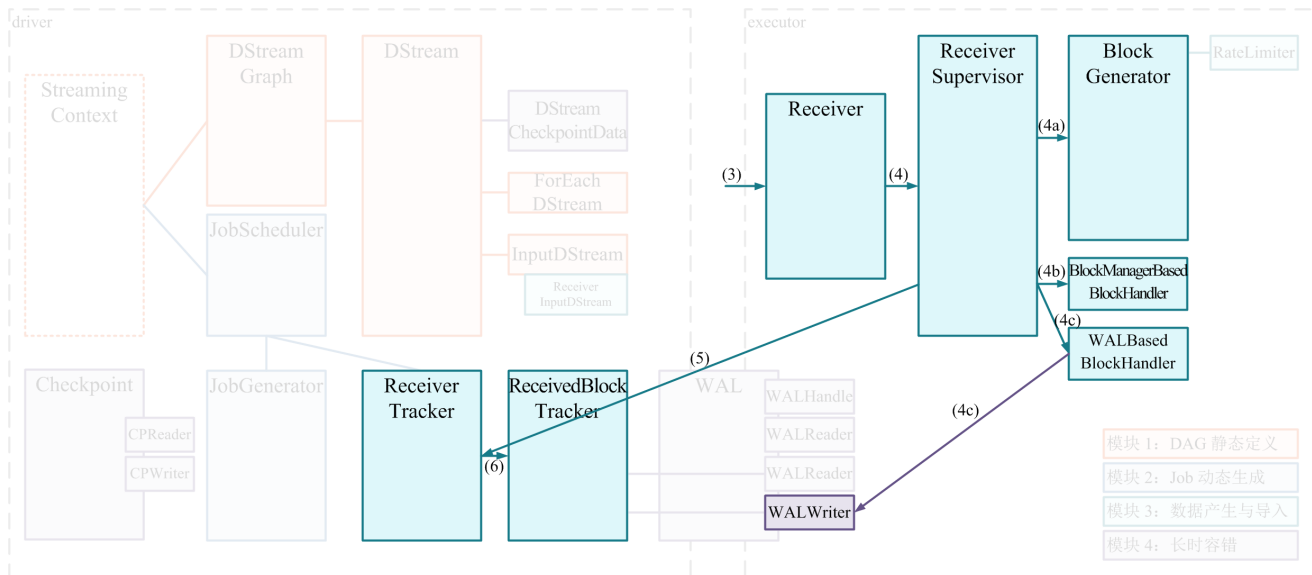 driver
executor
DStream
Graph
DStream
Streaming
Context
DStream
CheckpointData
ForEach
DStream
JobScheduler
InputDStream
Receiver
InputDStream
Checkpoint
CPReader
CPWriter
JobGenerator
Receiver
Tracker
ReceivedBlock
Tracker
(6)
(5)
WAL
WALHandle
WALReader
WALReader
WALWriter
(3)
Receiver
(4)
Receiver
Supervisor
(4a)
Block
Generator
RateLimiter
(4b)
BlockManagerBased
BlockHandler
(4c)
WALBased
BlockHandler
(4c)
模块 1：DAG 静态定义
模块 2：Job 动态生成
模块 3：数据产生与导入
模块 4：长时容错